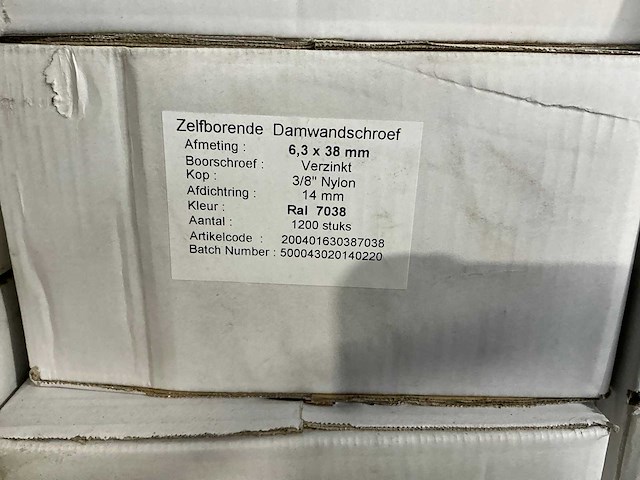 Zelfborende Damwandschroef
Afmeting : 6,3 x 38 mm
Boorschroef : Verzinkt
Kop : 3/8" Nylon
Afdichtring : 14 mm
Kleur : Ral 7038
Aantal : 1200 stuks
Artikelcode : 200401630387038
Batch Number : 500043020140220